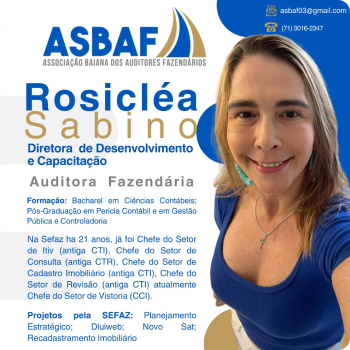 asbaf03@gmail.com
(71) 3016-2347
ASBAF
ASSOCIAÇÃO BAIANA DOS AUDITORES FAZENDÁRIOS
Rosicléa
Sabino
Diretora de Desenvolvimento
e Capacitação
Auditora Fazendária
Formação: Bacharel em Ciências Contábeis;
Pós-Graduação em Perícia Contábil e em Gestão
Pública e Controladoria
Na Sefaz ha 21 anos, já foi Chefe do Setor
de Itiv (antiga CTI), Chefe do Setor de
Consulta (antiga CTR), Chefe do Setor de
Cadastro Imobiliário (antiga CTI), Chefe do
Setor de Revisão (antiga CTI) atualmente
Chefe do Setor de Vistoria (CCI).
Projetos pela SEFAZ: Planejamento
Estratégico; Dluiweb; Novo Sat;
Recadastramento Imobiliário